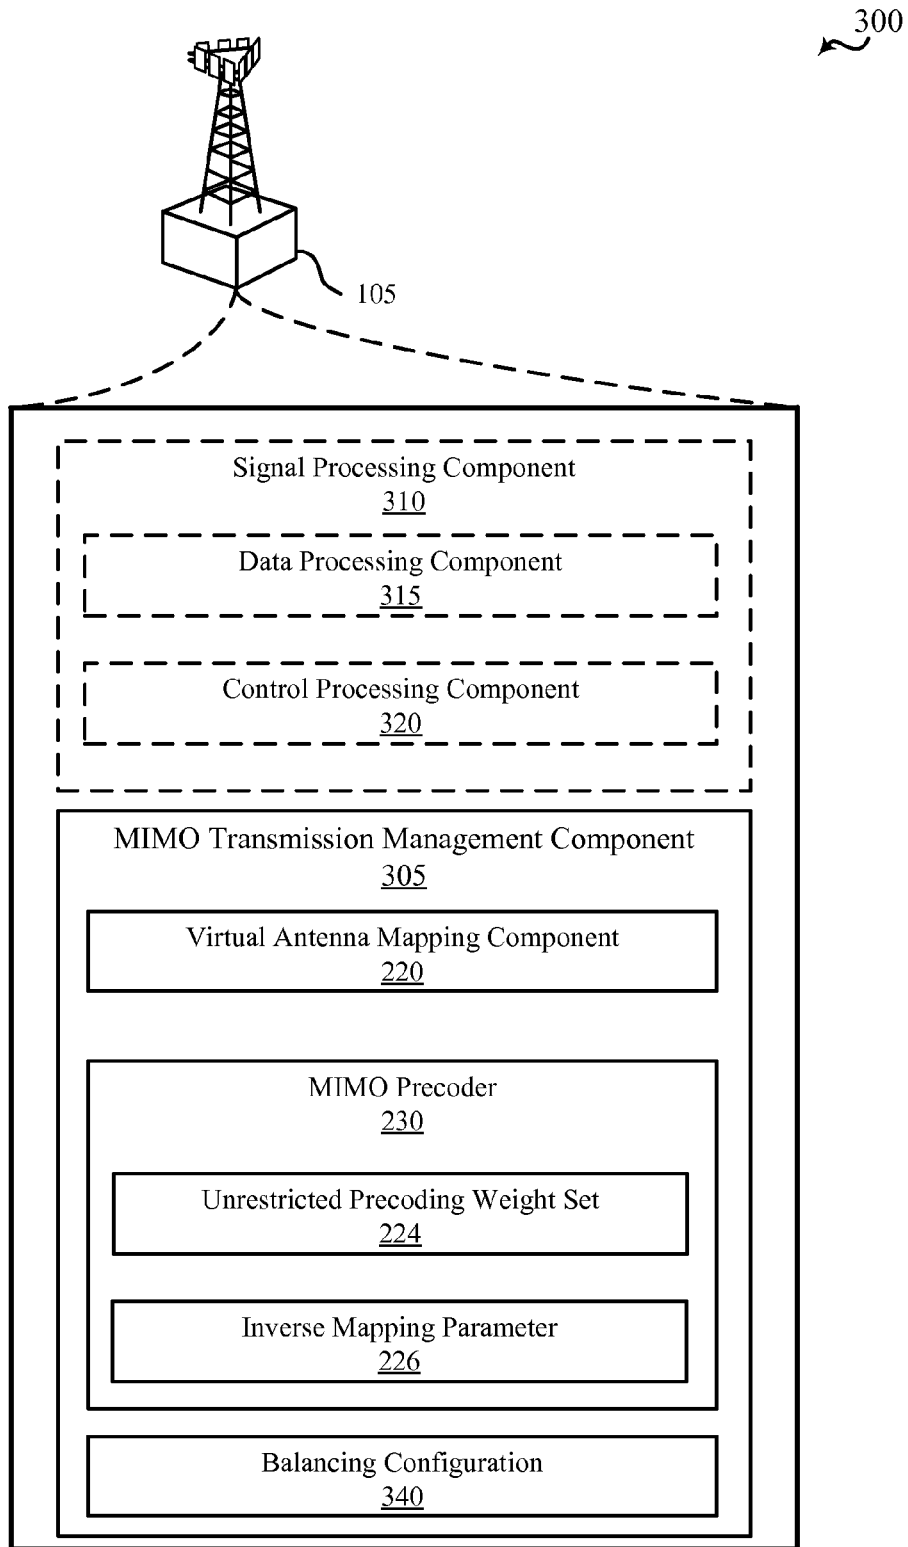 300
105
Signal Processing Component
310
Data Processing Component
315
Control Processing Component
320
MIMO Transmission Management Component
305
Virtual Antenna Mapping Component
220
MIMO Precoder
230
Unrestricted Precoding Weight Set
224
Inverse Mapping Parameter
226
Balancing Configuration
340